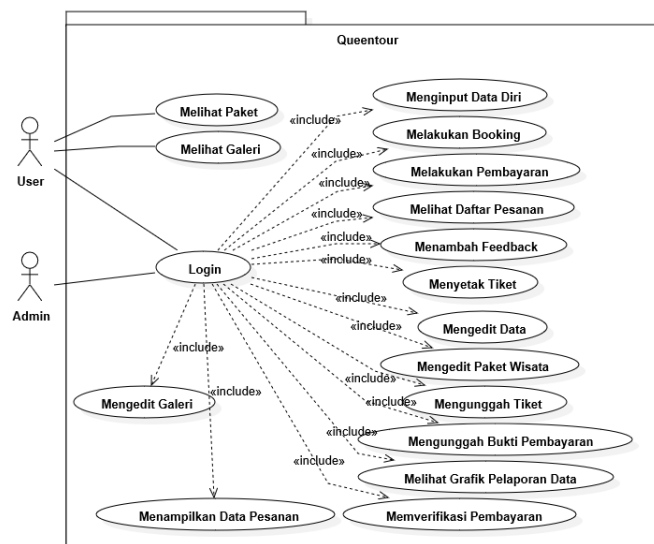 Queentour
Melihat Paket
Melihat Galeri
User
Login
Admin
«include»
Menginput Data Diri
«include»
Melakukan Booking
«include»
Melakukan Pembayaran
«include»
Melihat Daftar Pesanan
«include»
Menambah Feedback
«include»
Menyetak Tiket
«include»
Mengedit Data
«include»
Mengedit Paket Wisata
«include»
Mengunggah Tiket
«include»
Mengunggah Bukti Pembayaran
«include»
Melihat Grafik Pelaporan Data
«include»
Memverifikasi Pembayaran
«include»
Mengedit Galeri
«include»
Menampilkan Data Pesanan